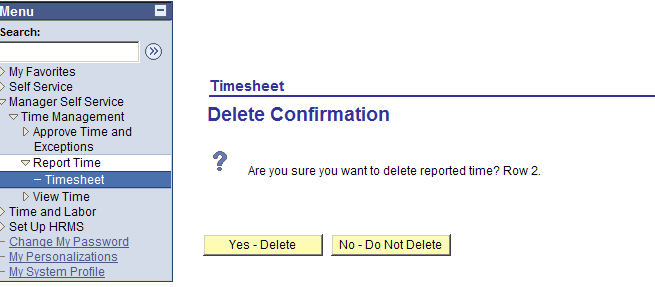 Menu
Search:
My Favorites
Self Service
Manager Self Service
Time Management
Approve Time and
Exceptions
Report Time
– Timesheet
View Time
Time and Labor
Set Up HRMS
– Change My Password
– My Personalizations
– My System Profile
Timesheet
Delete Confirmation
?
Are you sure you want to delete reported time? Row 2.
Yes - Delete
No - Do Not Delete